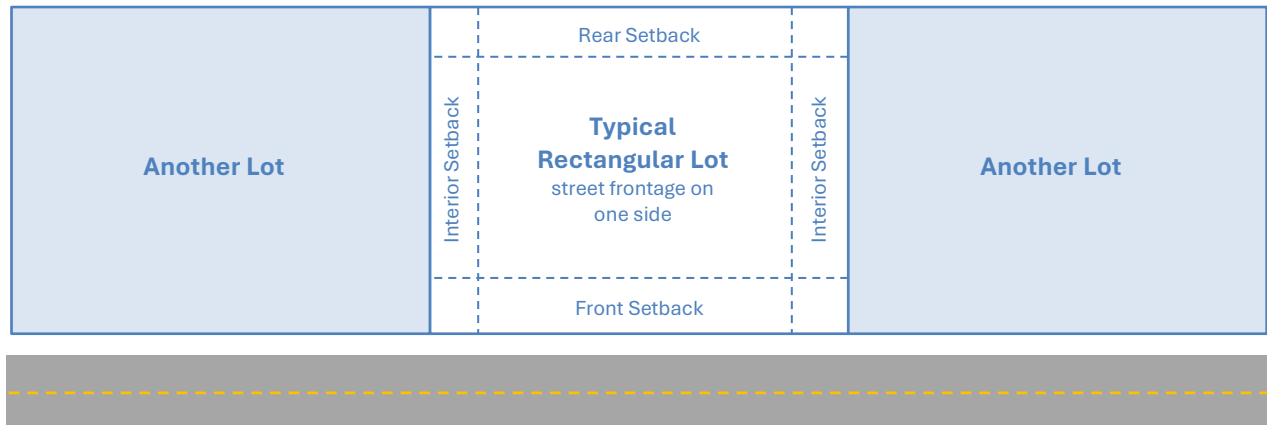 Rear Setback
Another Lot
Interior Setback
Typical
Rectangular Lot
street frontage on
one side
Interior Setback
Another Lot
Front Setback